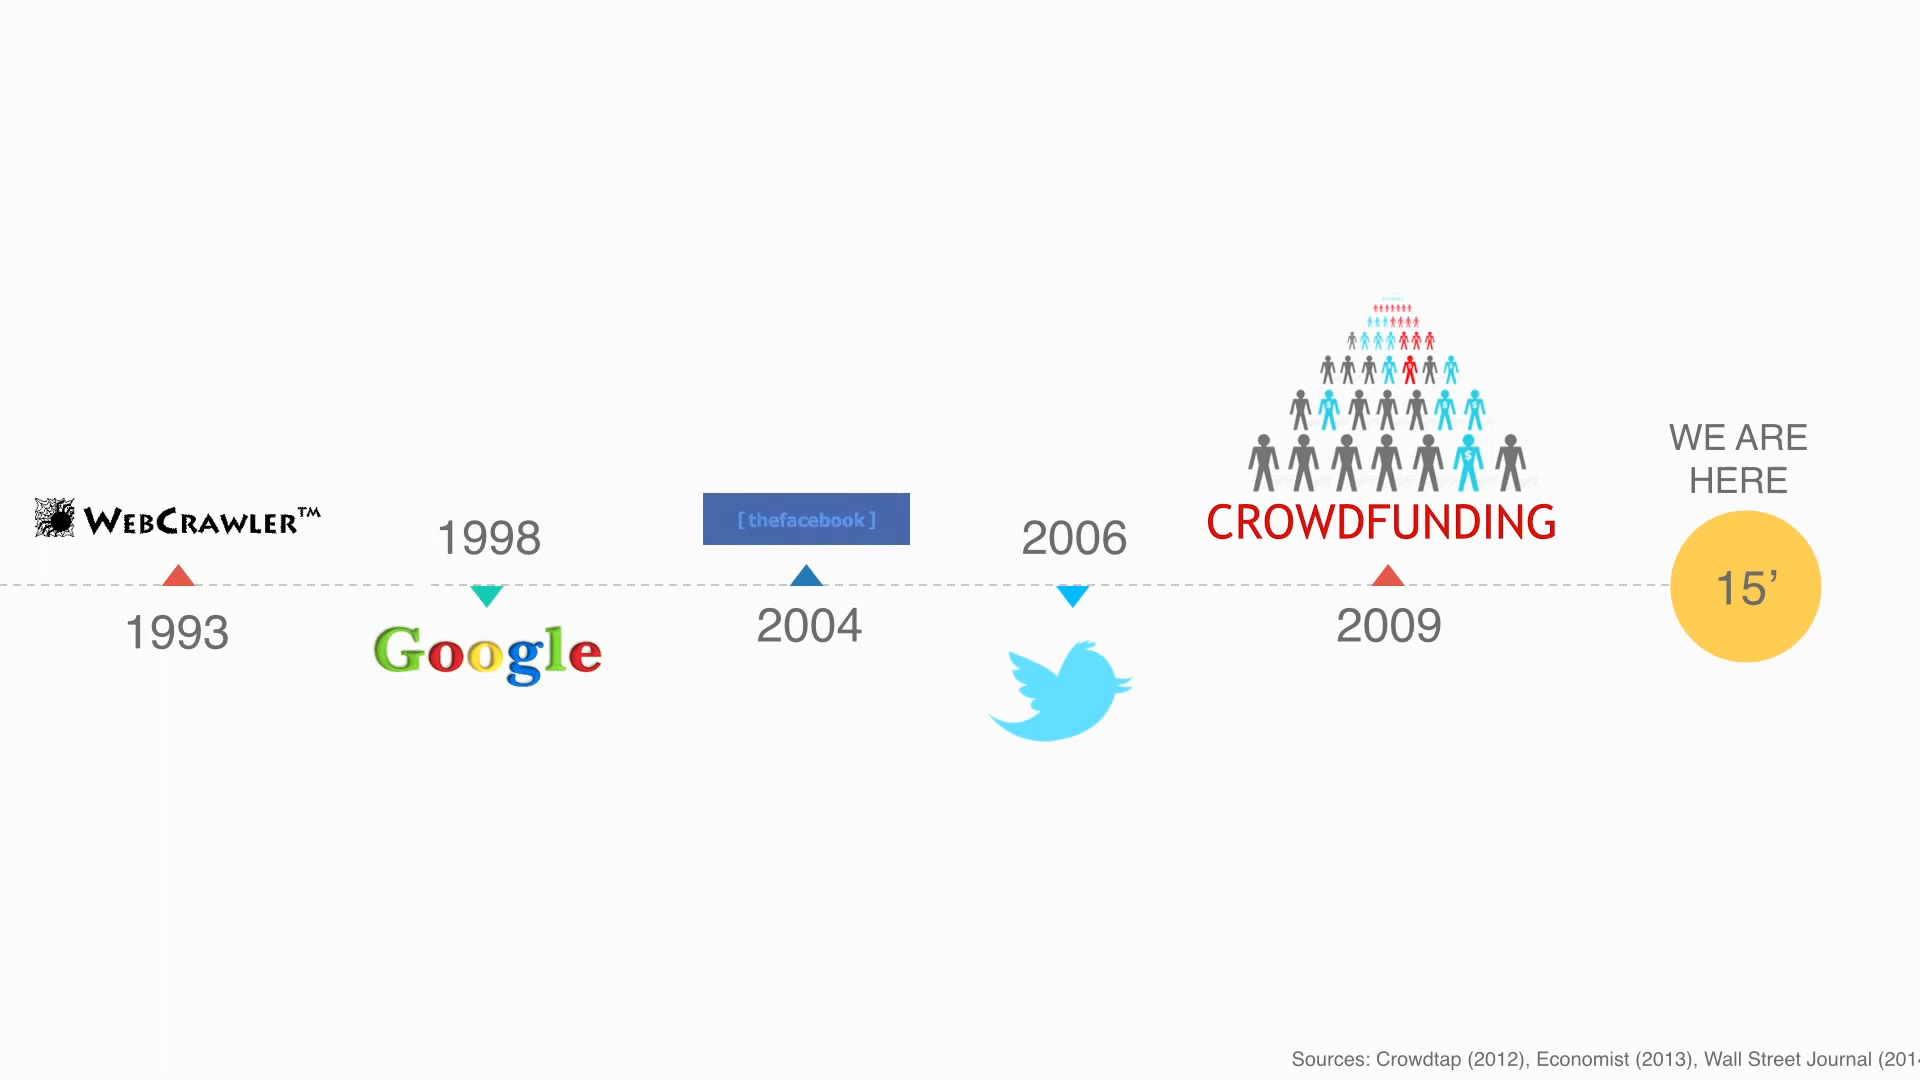 WEBCRAWLER™
1993
1998
Google
[thefacebook]
2004
2006
CROWDFUNDING
2009
WE ARE
HERE
15’
Sources: Crowdtap (2012), Economist (2013), Wall Street Journal (201